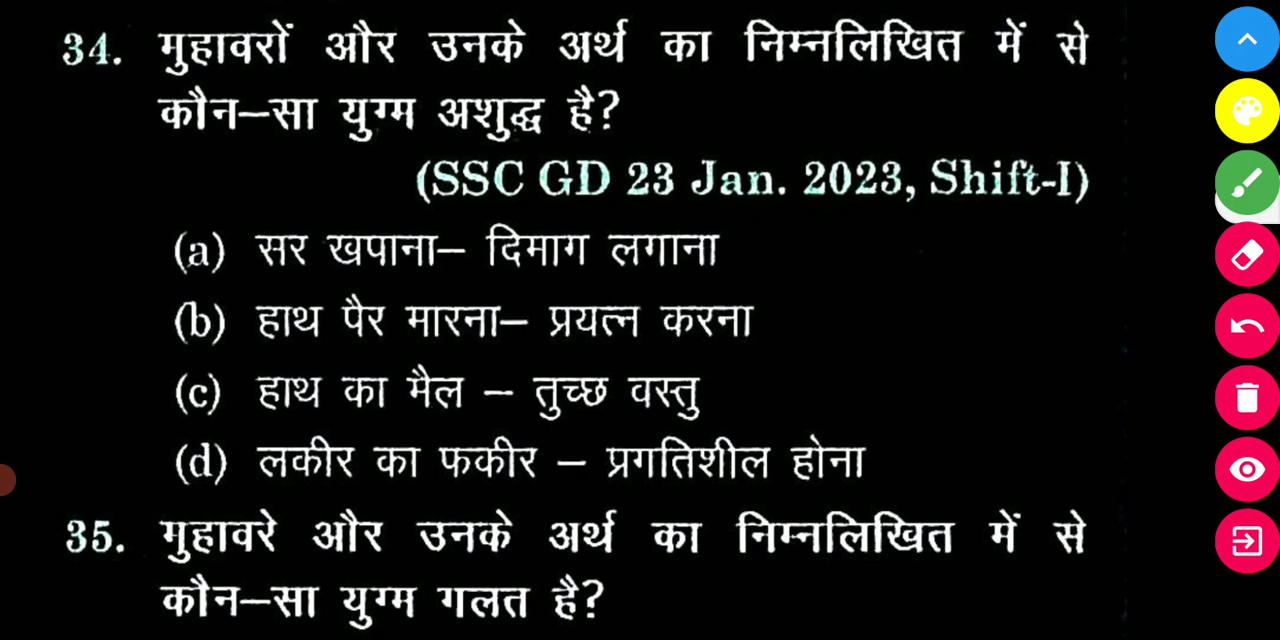 34. मुहावरों और उनके अर्थ का निम्नलिखित में से
कौन–सा युग्म अशुद्ध है?
(SSC GD 23 Jan. 2023, Shift-I)
(a) सर खपाना– दिमाग लगाना
(b) हाथ पैर मारना– प्रयत्न करना
(c) हाथ का मैल – तुच्छ वस्तु
(d) लकीर का फकीर – प्रगतिशील होना
35. मुहावरे और उनके अर्थ का निम्नलिखित में से
कौन–सा युग्म गलत है?